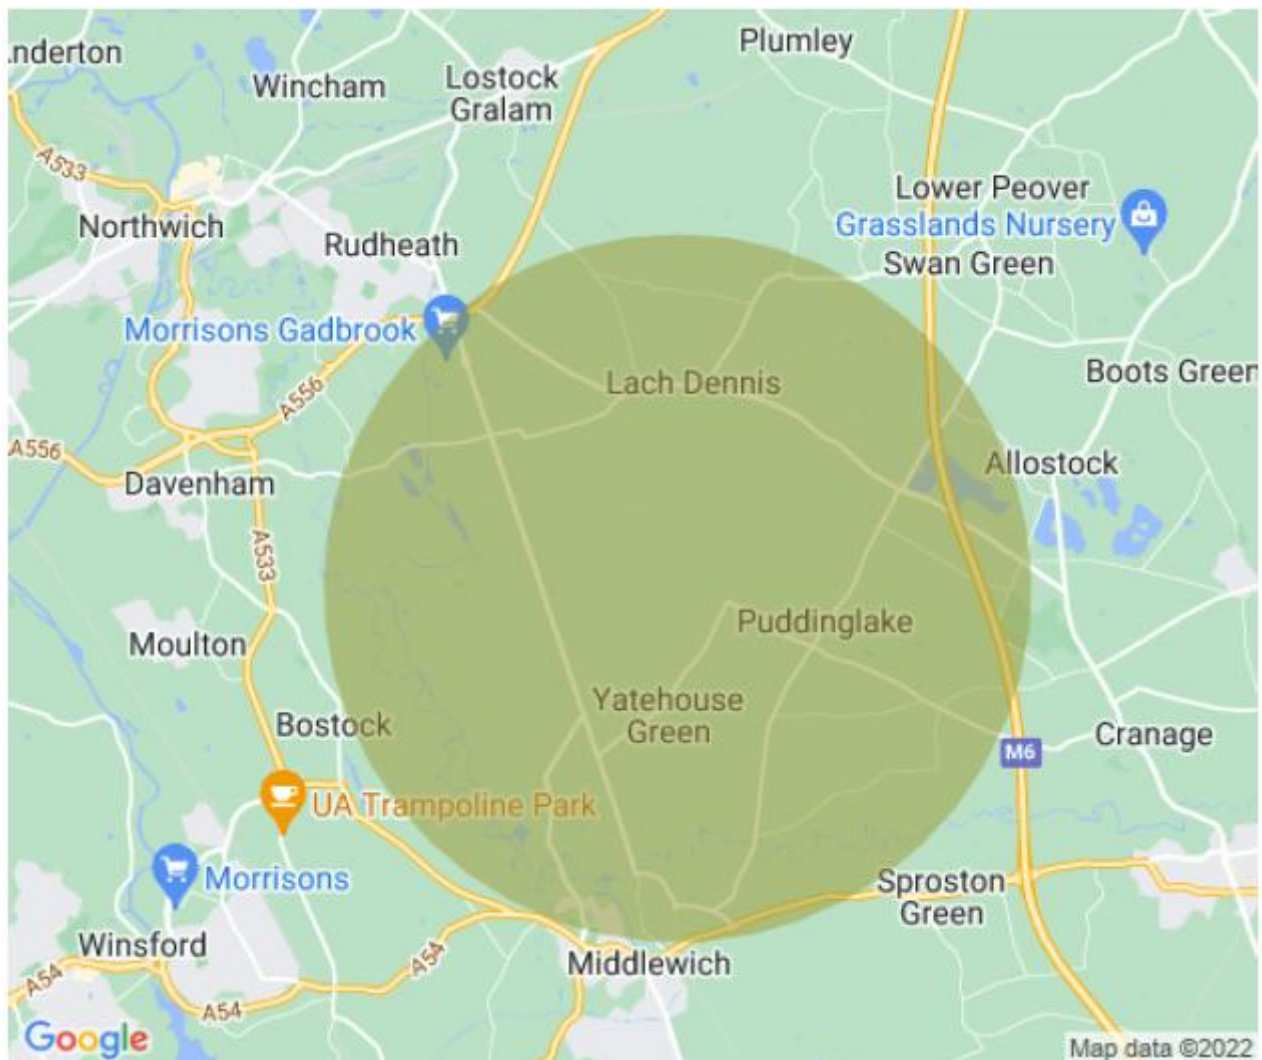 Anderton
Plumley
Wincham
Lostock
Gralam
A533
Lower Peover
Grasslands Nursery
Swan Green
Northwich
Rudheath
Morrisons Gadbrook
Lach Dennis
Boots Green
A556
A556
Allostock
Davenham
A533
Puddinglake
Moulton
Yatehouse
Green
Bostock
Cranage
M6
UA Trampoline Park
Morrisons
Sproston
Green
Winsford
Middlewich
A54
A54
A54
Google
Map data ©2022